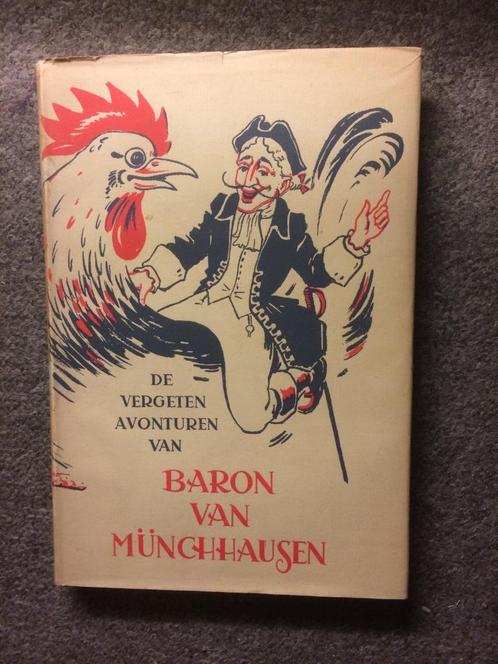 DE
VERGETEN
AVONTUREN
VAN
BARON
VAN
MÜNCHHAUSEN